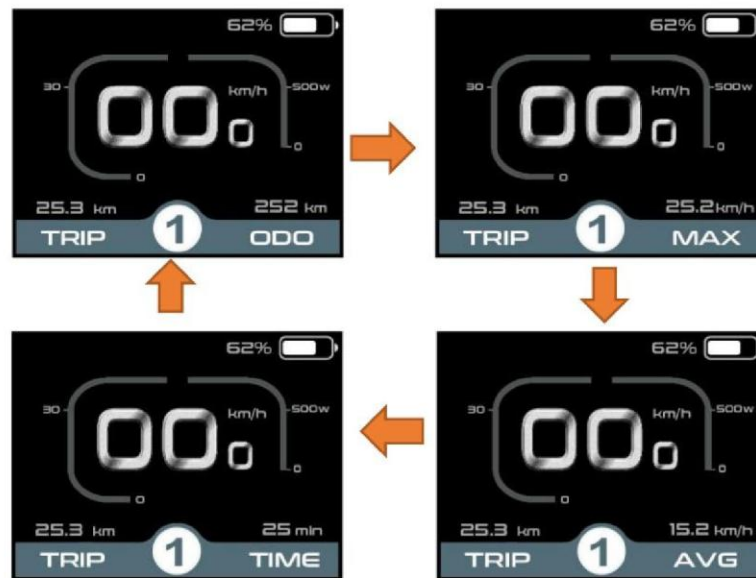 62%
30
00.0
km/h
500w
0
0
25.3 km
252 km
TRIP
1
ODO
62%
30
00.0
km/h
500w
0
0
25.3 km
25.2km/h
TRIP
1
MAX
62%
30
00.0
km/h
500w
0
0
25.3 km
25 min
TRIP
1
TIME
62%
30
00.0
km/h
500w
0
0
25.3 km
15.2 km/h
TRIP
1
AVG